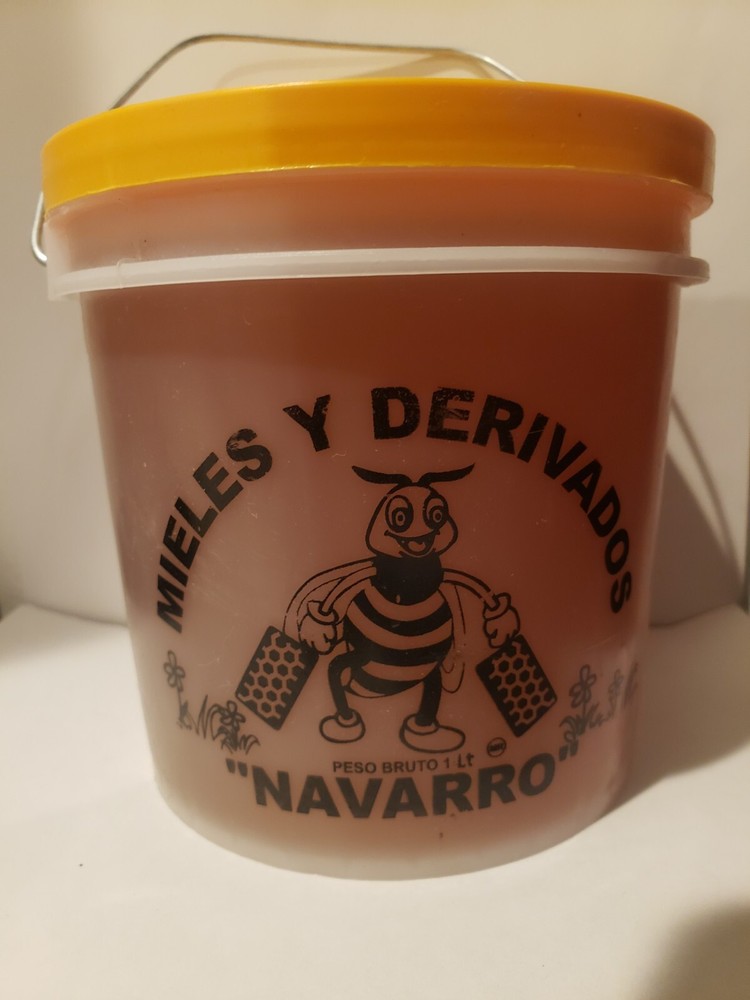 MIELES Y DERIVADOS
PESO BRUTO 1 Lt
"NAVARRO"